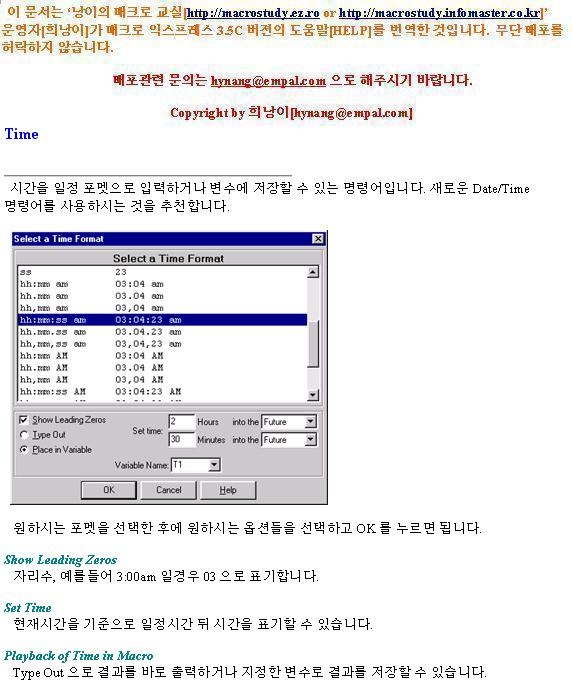 이 문서는 ‘낭이의 매크로 교실[http://macrostudy.ez.ro or http://macrostudy.infomaster.co.kr]’
운영자[희낭이]가 매크로 익스프레스 3.5C 버젼의 도움말[HELP]를 번역한 것입니다. 무단 배포를
허락하지 않습니다.
배포관련 문의는 hynang@empal.com 으로 해주시기 바랍니다.
Copyright by 희낭이[hynang@empal.com]
Time
시간을 일정 포멧으로 입력하거나 변수에 저장할 수 있는 명령어입니다. 새로운 Date/Time
명령어를 사용하시는 것을 추천합니다.
Select a Time Format
Select a Time Format
ss 23
hh:mm am 03:04 am
hh.mm am 03.04 am
hh,mm am 03,04 am
hh:mm:ss am 03:04:23 am
hh.mm.ss am 03.04.23 am
hh,mm,ss am 03,04,23 am
hh:mm AM 03:04 AM
hh.mm AM 03.04 AM
hh,mm AM 03,04 AM
hh:mm:ss AM 03:04:23 AM
Show Leading Zeros
Type Out
Place in Variable
Set time: 2 Hours into the Future
30 Minutes into the Future
Variable Name: T1
OK Cancel Help
원하시는 포멧을 선택한 후에 원하시는 옵션들을 선택하고 OK 를 누르면 됩니다.
Show Leading Zeros
자리수, 예를들어 3:00am 일경우 03 으로 표기합니다.
Set Time
현재시간을 기준으로 일정시간 뒤 시간을 표기할 수 있습니다.
Playback of Time in Macro
Type Out 으로 결과를 바로 출력하거나 지정한 변수로 결과를 저장할 수 있습니다.